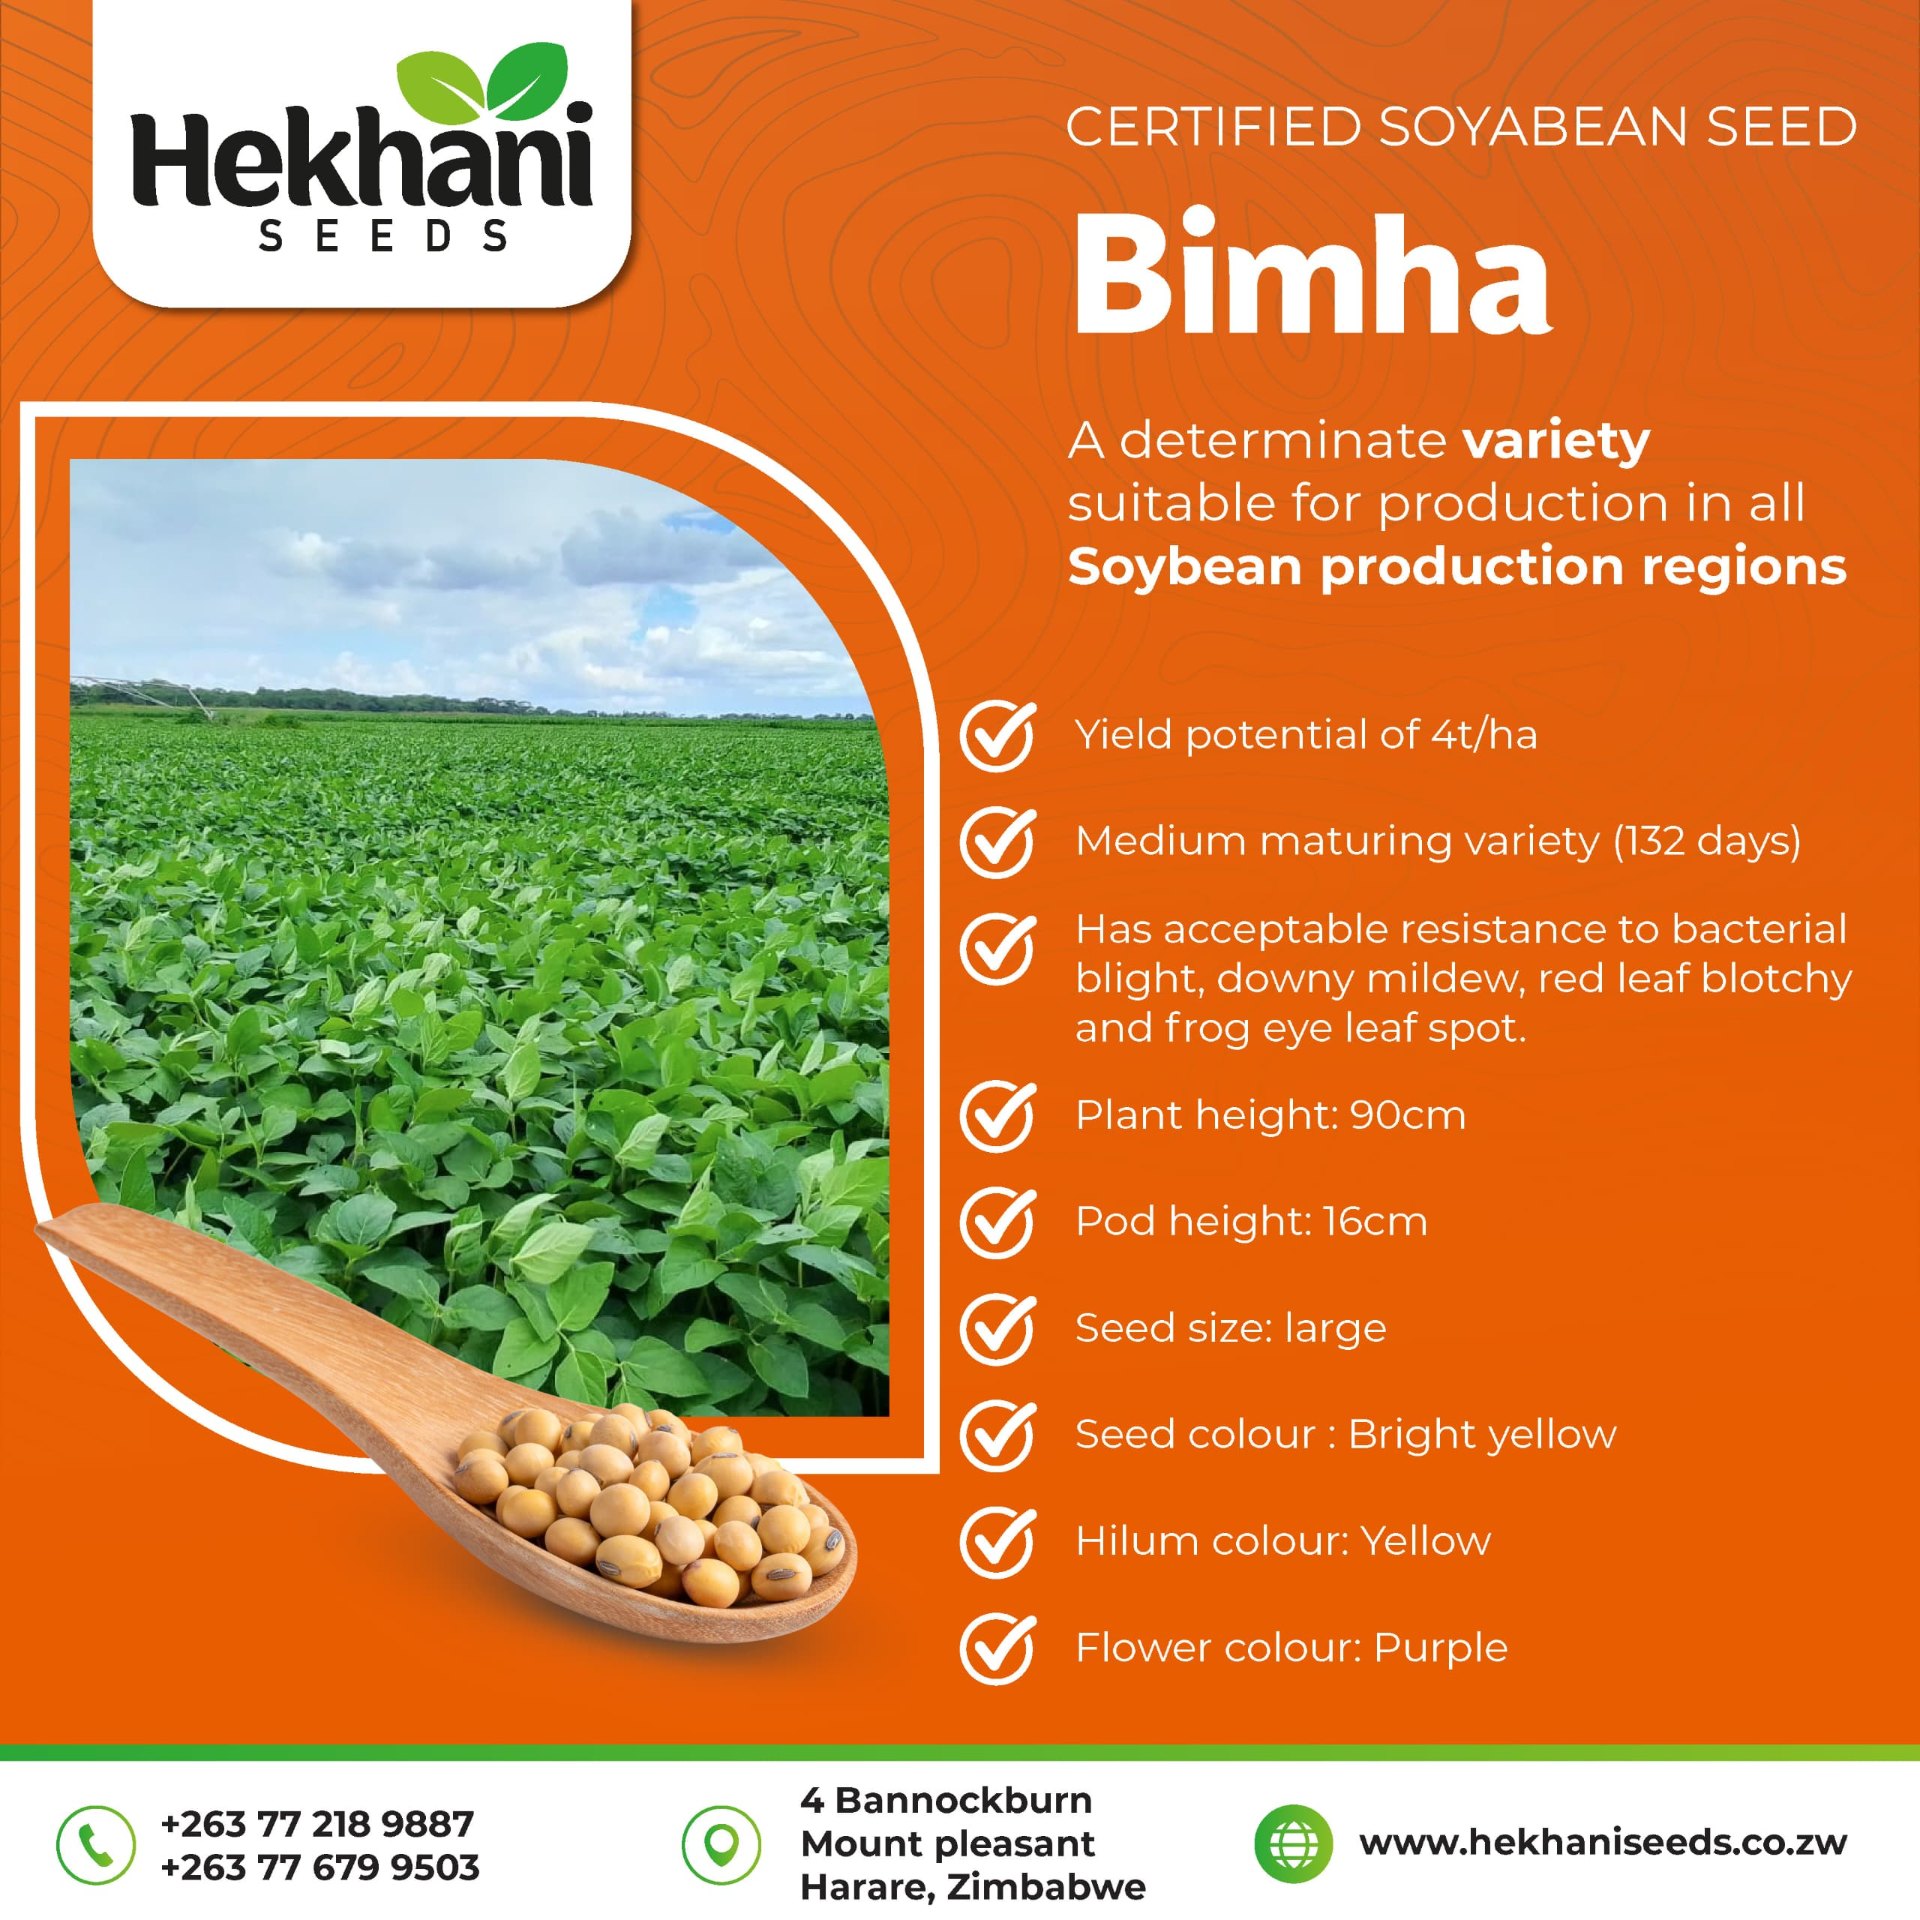 Hekhani
SEEDS
CERTIFIED SOYABEAN SEED
Bimha
A determinate variety
suitable for production in all
Soybean production regions
Yield potential of 4t/ha
Medium maturing variety (132 days)
Has acceptable resistance to bacterial
blight, downy mildew, red leaf blotchy
and frog eye leaf spot.
Plant height: 90cm
Pod height: 16cm
Seed size: large
Seed colour : Bright yellow
Hilum colour: Yellow
Flower colour: Purple
+263 77 218 9887
+263 77 679 9503
4 Bannockburn
Mount pleasant
Harare, Zimbabwe
www.hekhaniseeds.co.zw